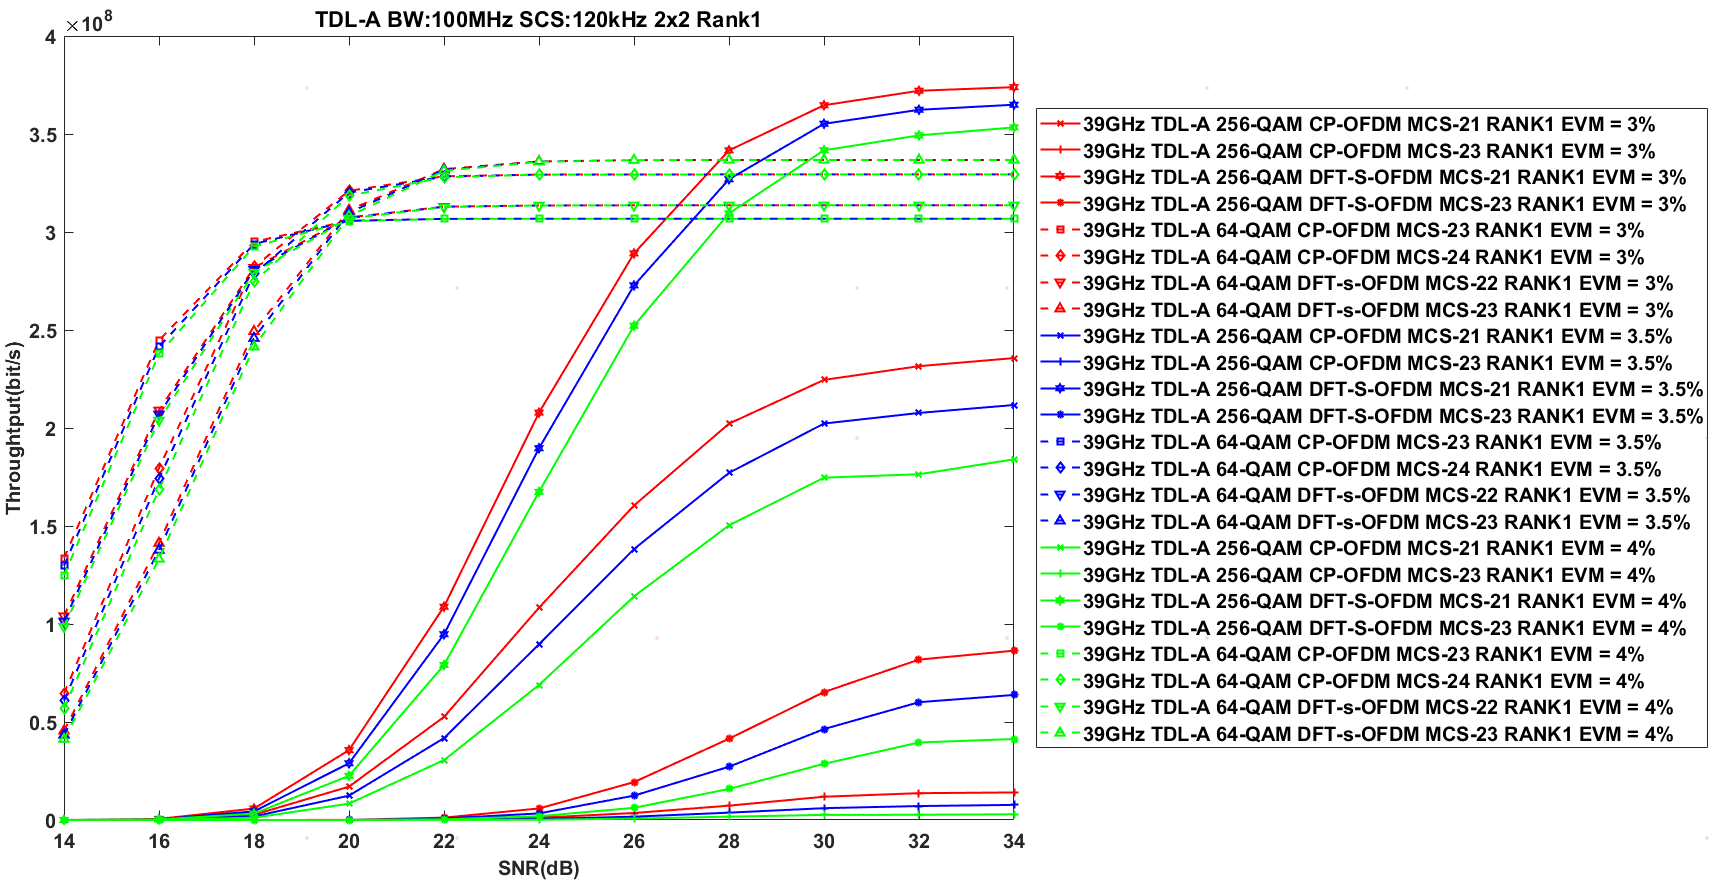 TDL-A BW:100MHz SCS:120kHz 2x2 Rank1
×10^8
4
3.5
3
2.5
2
1.5
1
0.5
0
Throughtput(bit/s)
14 16 18 20 22 24 26 28 30 32 34
SNR(dB)
39GHz TDL-A 256-QAM CP-OFDM MCS-21 RANK1 EVM = 3%
39GHz TDL-A 256-QAM CP-OFDM MCS-23 RANK1 EVM = 3%
39GHz TDL-A 256-QAM DFT-S-OFDM MCS-21 RANK1 EVM = 3%
39GHz TDL-A 256-QAM DFT-S-OFDM MCS-23 RANK1 EVM = 3%
39GHz TDL-A 64-QAM CP-OFDM MCS-23 RANK1 EVM = 3%
39GHz TDL-A 64-QAM CP-OFDM MCS-24 RANK1 EVM = 3%
39GHz TDL-A 64-QAM DFT-s-OFDM MCS-22 RANK1 EVM = 3%
39GHz TDL-A 64-QAM DFT-s-OFDM MCS-23 RANK1 EVM = 3%
39GHz TDL-A 256-QAM CP-OFDM MCS-21 RANK1 EVM = 3.5%
39GHz TDL-A 256-QAM CP-OFDM MCS-23 RANK1 EVM = 3.5%
39GHz TDL-A 256-QAM DFT-S-OFDM MCS-21 RANK1 EVM = 3.5%
39GHz TDL-A 256-QAM DFT-S-OFDM MCS-23 RANK1 EVM = 3.5%
39GHz TDL-A 64-QAM CP-OFDM MCS-23 RANK1 EVM = 3.5%
39GHz TDL-A 64-QAM CP-OFDM MCS-24 RANK1 EVM = 3.5%
39GHz TDL-A 64-QAM DFT-s-OFDM MCS-22 RANK1 EVM = 3.5%
39GHz TDL-A 64-QAM DFT-s-OFDM MCS-23 RANK1 EVM = 3.5%
39GHz TDL-A 256-QAM CP-OFDM MCS-21 RANK1 EVM = 4%
39GHz TDL-A 256-QAM CP-OFDM MCS-23 RANK1 EVM = 4%
39GHz TDL-A 256-QAM DFT-S-OFDM MCS-21 RANK1 EVM = 4%
39GHz TDL-A 256-QAM DFT-S-OFDM MCS-23 RANK1 EVM = 4%
39GHz TDL-A 64-QAM CP-OFDM MCS-23 RANK1 EVM = 4%
39GHz TDL-A 64-QAM CP-OFDM MCS-24 RANK1 EVM = 4%
39GHz TDL-A 64-QAM DFT-s-OFDM MCS-22 RANK1 EVM = 4%
39GHz TDL-A 64-QAM DFT-s-OFDM MCS-23 RANK1 EVM = 4%